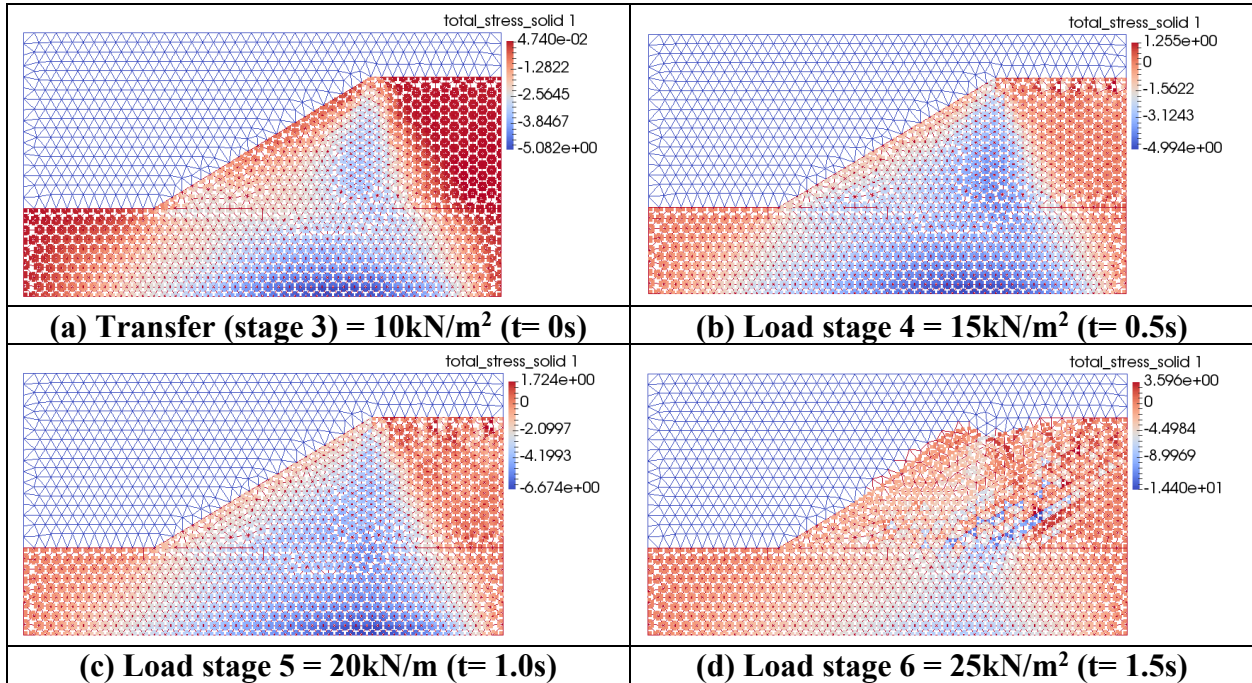 total_stress_solid 1
4.740e-02
-1.2822
-2.5645
-3.8467
-5.082e+00
total_stress_solid 1
1.255e+00
0
-1.5622
-3.1243
-4.994e+00
(a) Transfer (stage 3) = 10kN/m² (t= 0s)
(b) Load stage 4 = 15kN/m² (t= 0.5s)
total_stress_solid 1
1.724e+00
0
-2.0997
-4.1993
-6.674e+00
total_stress_solid 1
3.596e+00
0
-4.4984
-8.9969
-1.440e+01
(c) Load stage 5 = 20kN/m (t= 1.0s)
(d) Load stage 6 = 25kN/m² (t= 1.5s)